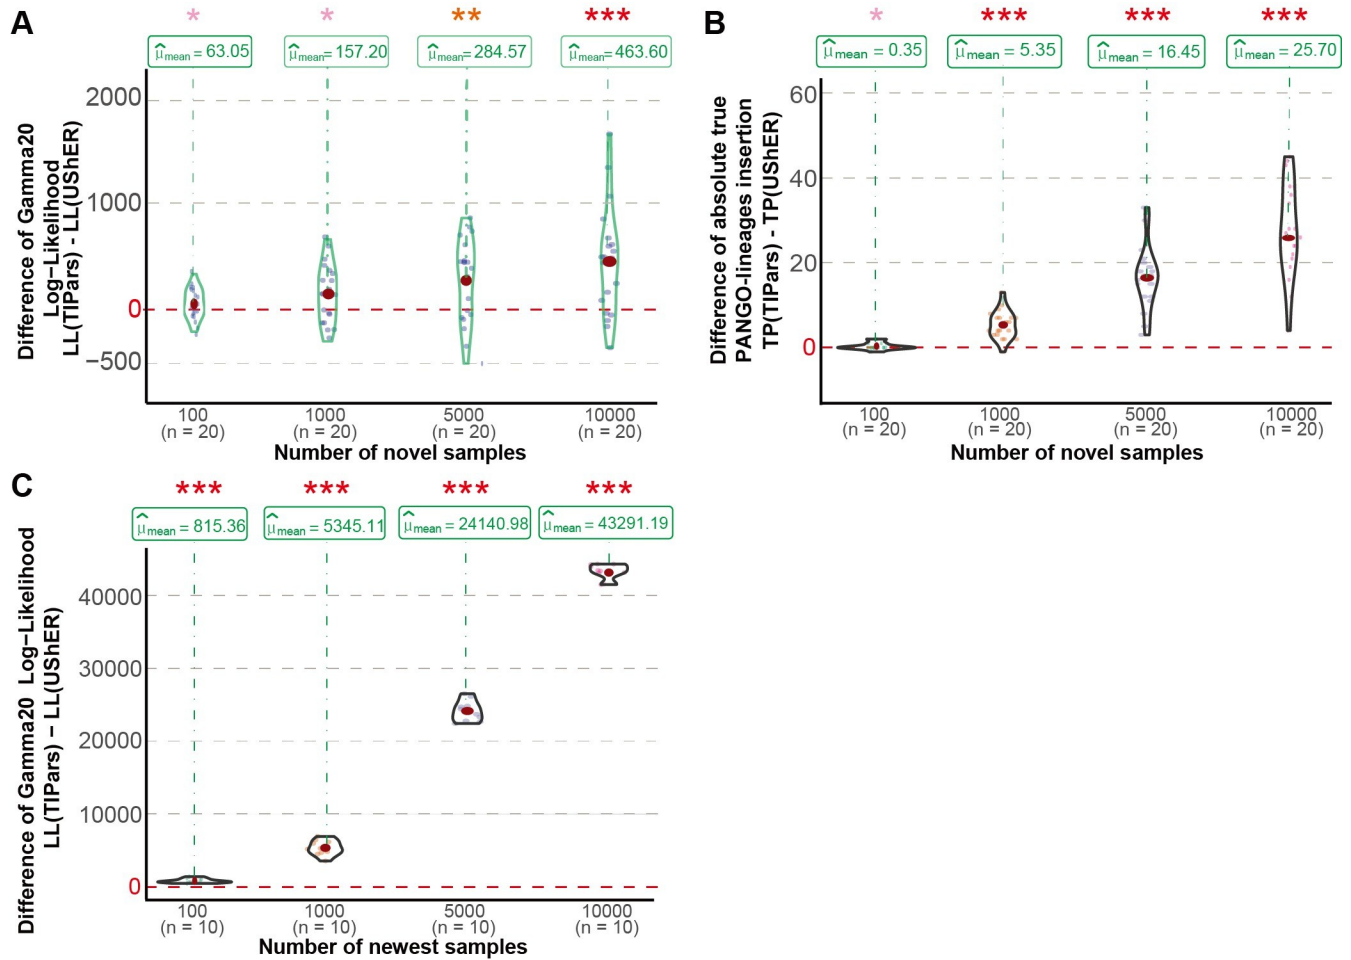 A
* * ** ***
μ̂mean = 63.05 μ̂mean = 157.20 μ̂mean = 284.57 μ̂mean = 463.60
Difference of Gamma20
Log−Likelihood
LL(TIPars) - LL(UShER)
2000
1000
0
−500
100 1000 5000 10000
(n = 20) (n = 20) (n = 20) (n = 20)
Number of novel samples
B
* *** *** ***
μ̂mean = 0.35 μ̂mean = 5.35 μ̂mean = 16.45 μ̂mean = 25.70
Difference of absolute true
PANGO-lineages insertion
TP(TIPars) - TP(UShER)
60
40
20
0
100 1000 5000 10000
(n = 20) (n = 20) (n = 20) (n = 20)
Number of novel samples
C
*** *** *** ***
μ̂mean = 815.36 μ̂mean = 5345.11 μ̂mean = 24140.98 μ̂mean = 43291.19
Difference of Gamma20 Log−Likelihood
LL(TIPars) − LL(UShER)
40000
30000
20000
10000
0
100 1000 5000 10000
(n = 10) (n = 10) (n = 10) (n = 10)
Number of newest samples